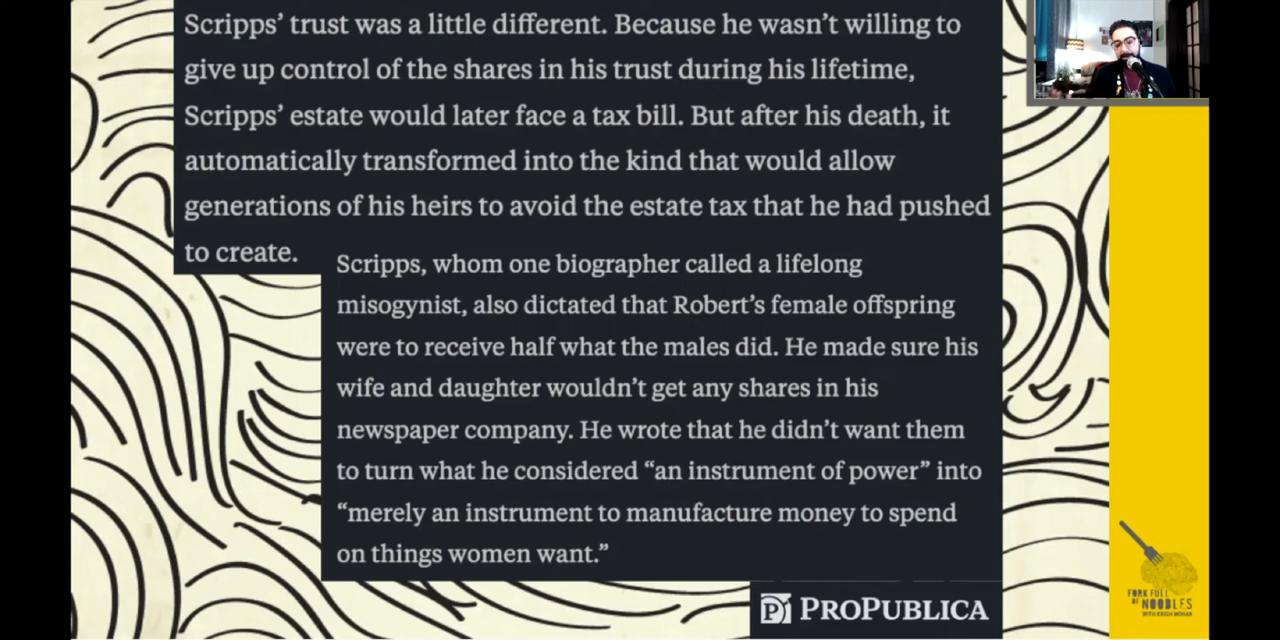 Scripps’ trust was a little different. Because he wasn’t willing to
give up control of the shares in his trust during his lifetime,
Scripps’ estate would later face a tax bill. But after his death, it
automatically transformed into the kind that would allow
generations of his heirs to avoid the estate tax that he had pushed
to create.
Scripps, whom one biographer called a lifelong
misogynist, also dictated that Robert’s female offspring
were to receive half what the males did. He made sure his
wife and daughter wouldn’t get any shares in his
newspaper company. He wrote that he didn’t want them
to turn what he considered “an instrument of power” into
“merely an instrument to manufacture money to spend
on things women want.”
PROPUBLICA
FORK FULL
OF NOODLES
WITH KRISH MOHAN